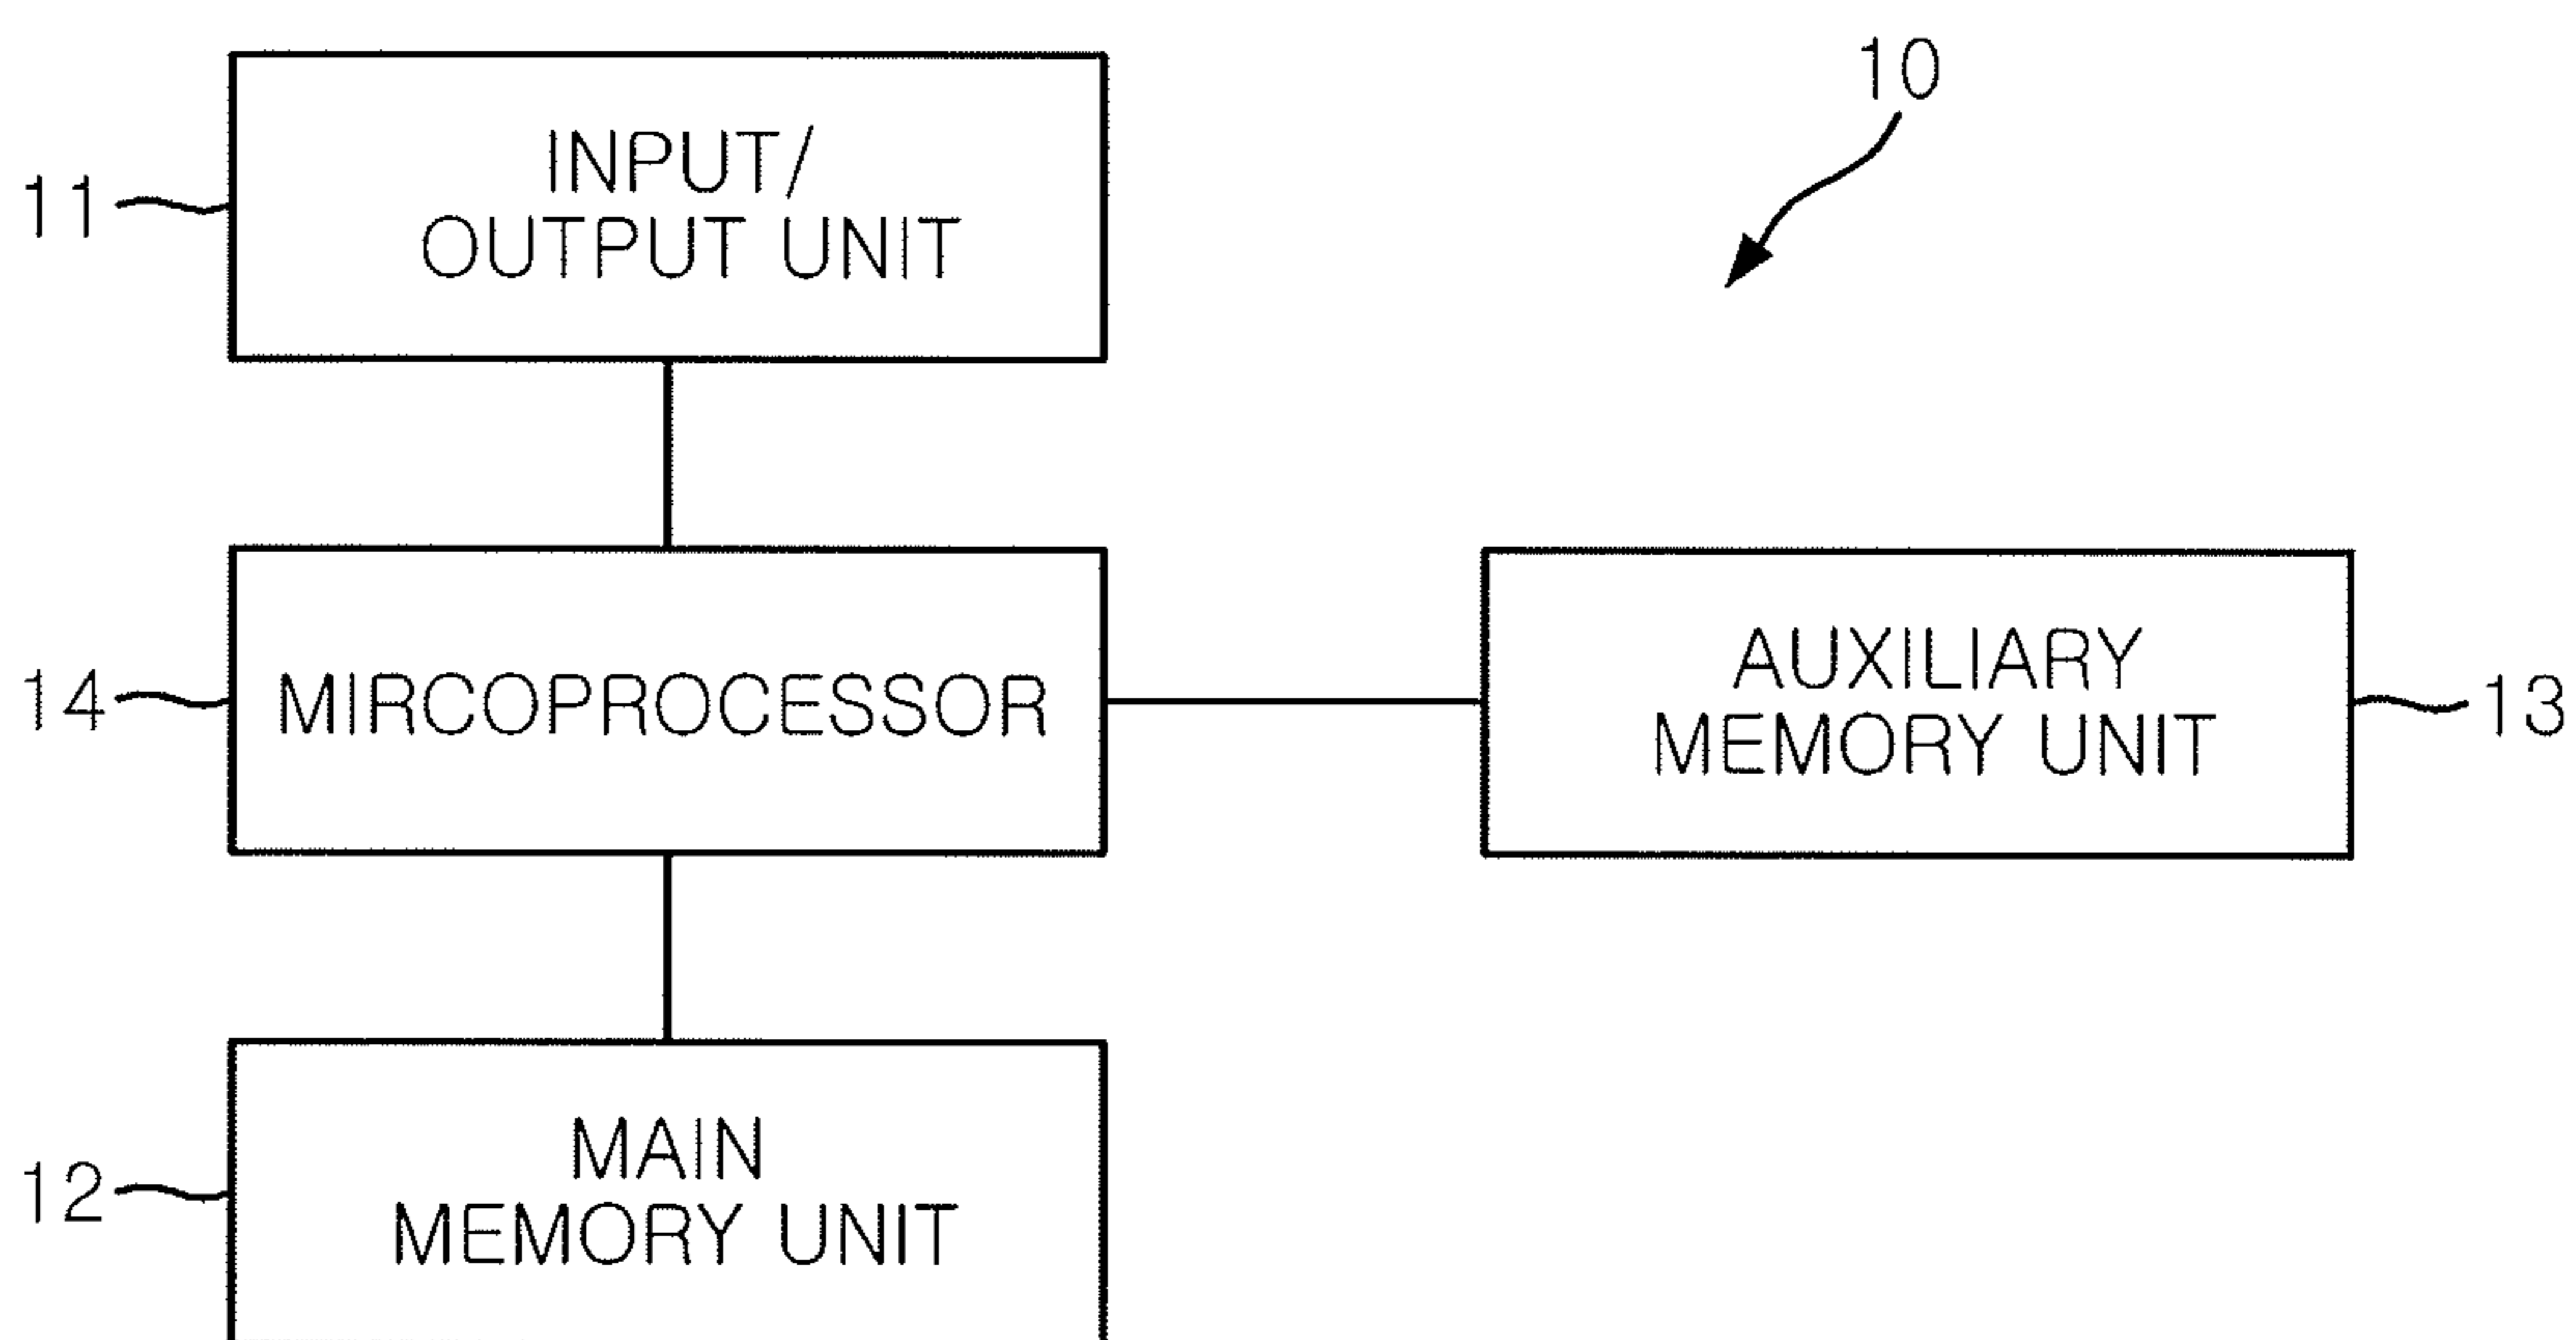 10
INPUT/
OUTPUT UNIT
11
14
MIRCOPROCESSOR
AUXILIARY
MEMORY UNIT
13
MAIN
MEMORY UNIT
12